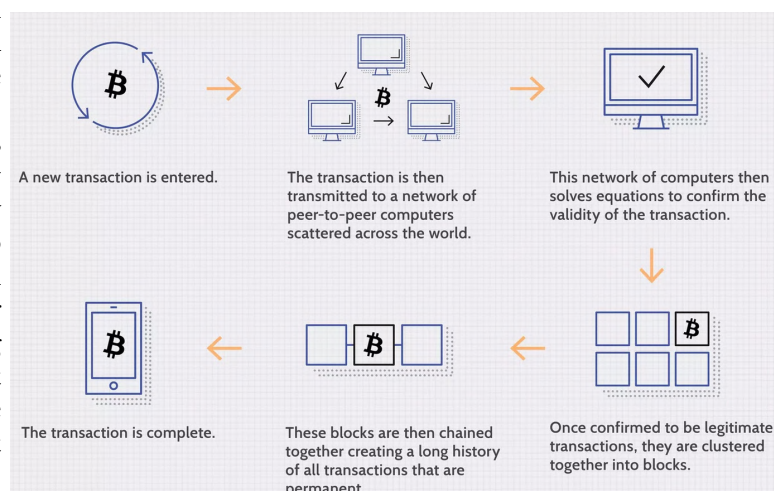 A new transaction is entered.
The transaction is then
transmitted to a network of
peer-to-peer computers
scattered across the world.
This network of computers then
solves equations to confirm the
validity of the transaction.
Once confirmed to be legitimate
transactions, they are clustered
together into blocks.
These blocks are then chained
together creating a long history
of all transactions that are
permanent
The transaction is complete.